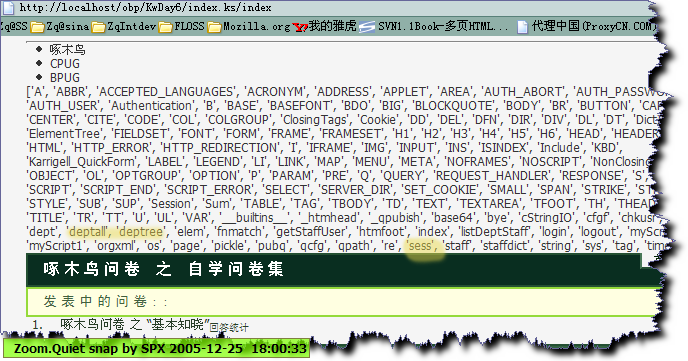 http://localhost/obp/KwDay6/index.ks/index
Zq@SS Zq@sina ZqIntdev FLOSS Mozilla.org 我的雅虎 SVN1.1Book-多页HTML... 代理中国(ProxyCN.COM)
啄木鸟
CPUG
BPUG
['A', 'ABBR', 'ACCEPTED_LANGUAGES', 'ACRONYM', 'ADDRESS', 'APPLET', 'AREA', 'AUTH_ABORT', 'AUTH_PASSWO
'AUTH_USER', 'Authentication', 'B', 'BASE', 'BASEFONT', 'BDO', 'BIG', 'BLOCKQUOTE', 'BODY', 'BR', 'BUTTON', 'CAP
'CENTER', 'CITE', 'CODE', 'COL', 'COLGROUP', 'ClosingTags', 'Cookie', 'DD', 'DEL', 'DFN', 'DIR', 'DIV', 'DL', 'DT', 'Dict
'ElementTree', 'FIELDSET', 'FONT', 'FORM', 'FRAME', 'FRAMESET', 'H1', 'H2', 'H3', 'H4', 'H5', 'H6', 'HEAD', 'HEADER
'HTML', 'HTTP_ERROR', 'HTTP_REDIRECTION', 'I', 'IFRAME', 'IMG', 'INPUT', 'INS', 'ISINDEX', 'Include', 'KBD',
'Karrigell_QuickForm', 'LABEL', 'LEGEND', 'LI', 'LINK', 'MAP', 'MENU', 'META', 'NOFRAMES', 'NOSCRIPT', 'NonClosing
'OBJECT', 'OL', 'OPTGROUP', 'OPTION', 'P', 'PARAM', 'PRE', 'Q', 'QUERY', 'REQUEST_HANDLER', 'RESPONSE', 'S',
'SCRIPT', 'SCRIPT_END', 'SCRIPT_ERROR', 'SELECT', 'SERVER_DIR', 'SET_COOKIE', 'SMALL', 'SPAN', 'STRIKE', 'ST
'STYLE', 'SUB', 'SUP', 'Session', 'Sum', 'TABLE', 'TAG', 'TBODY', 'TD', 'TEXT', 'TEXTAREA', 'TFOOT', 'TH', 'THEAD
'TITLE', 'TR', 'TT', 'U', 'UL', 'VAR', '__builtins__', '_htmhead', '_qpubish', 'base64', 'bye', 'cStringIO', 'cfgf', 'chkusr
'dept', 'deptall', 'deptree', 'elem', 'fnmatch', 'getStaffUser', 'htmfoot', 'index', 'listDeptStaff', 'login', 'logout', 'myScri
'myScript1', 'orgxml', 'os', 'page', 'pickle', 'pubq', 'qcfg', 'qpath', 're', 'sess', 'staff', 'staffdict', 'string', 'sys', 'tag', 'time
啄木鸟问卷 之 自学问卷集
发表中的问卷::
1. 啄木鸟问卷 之 “基本知晓”回答统计
Zoom.Quiet snap by SPX 2005-12-25 18:00:33